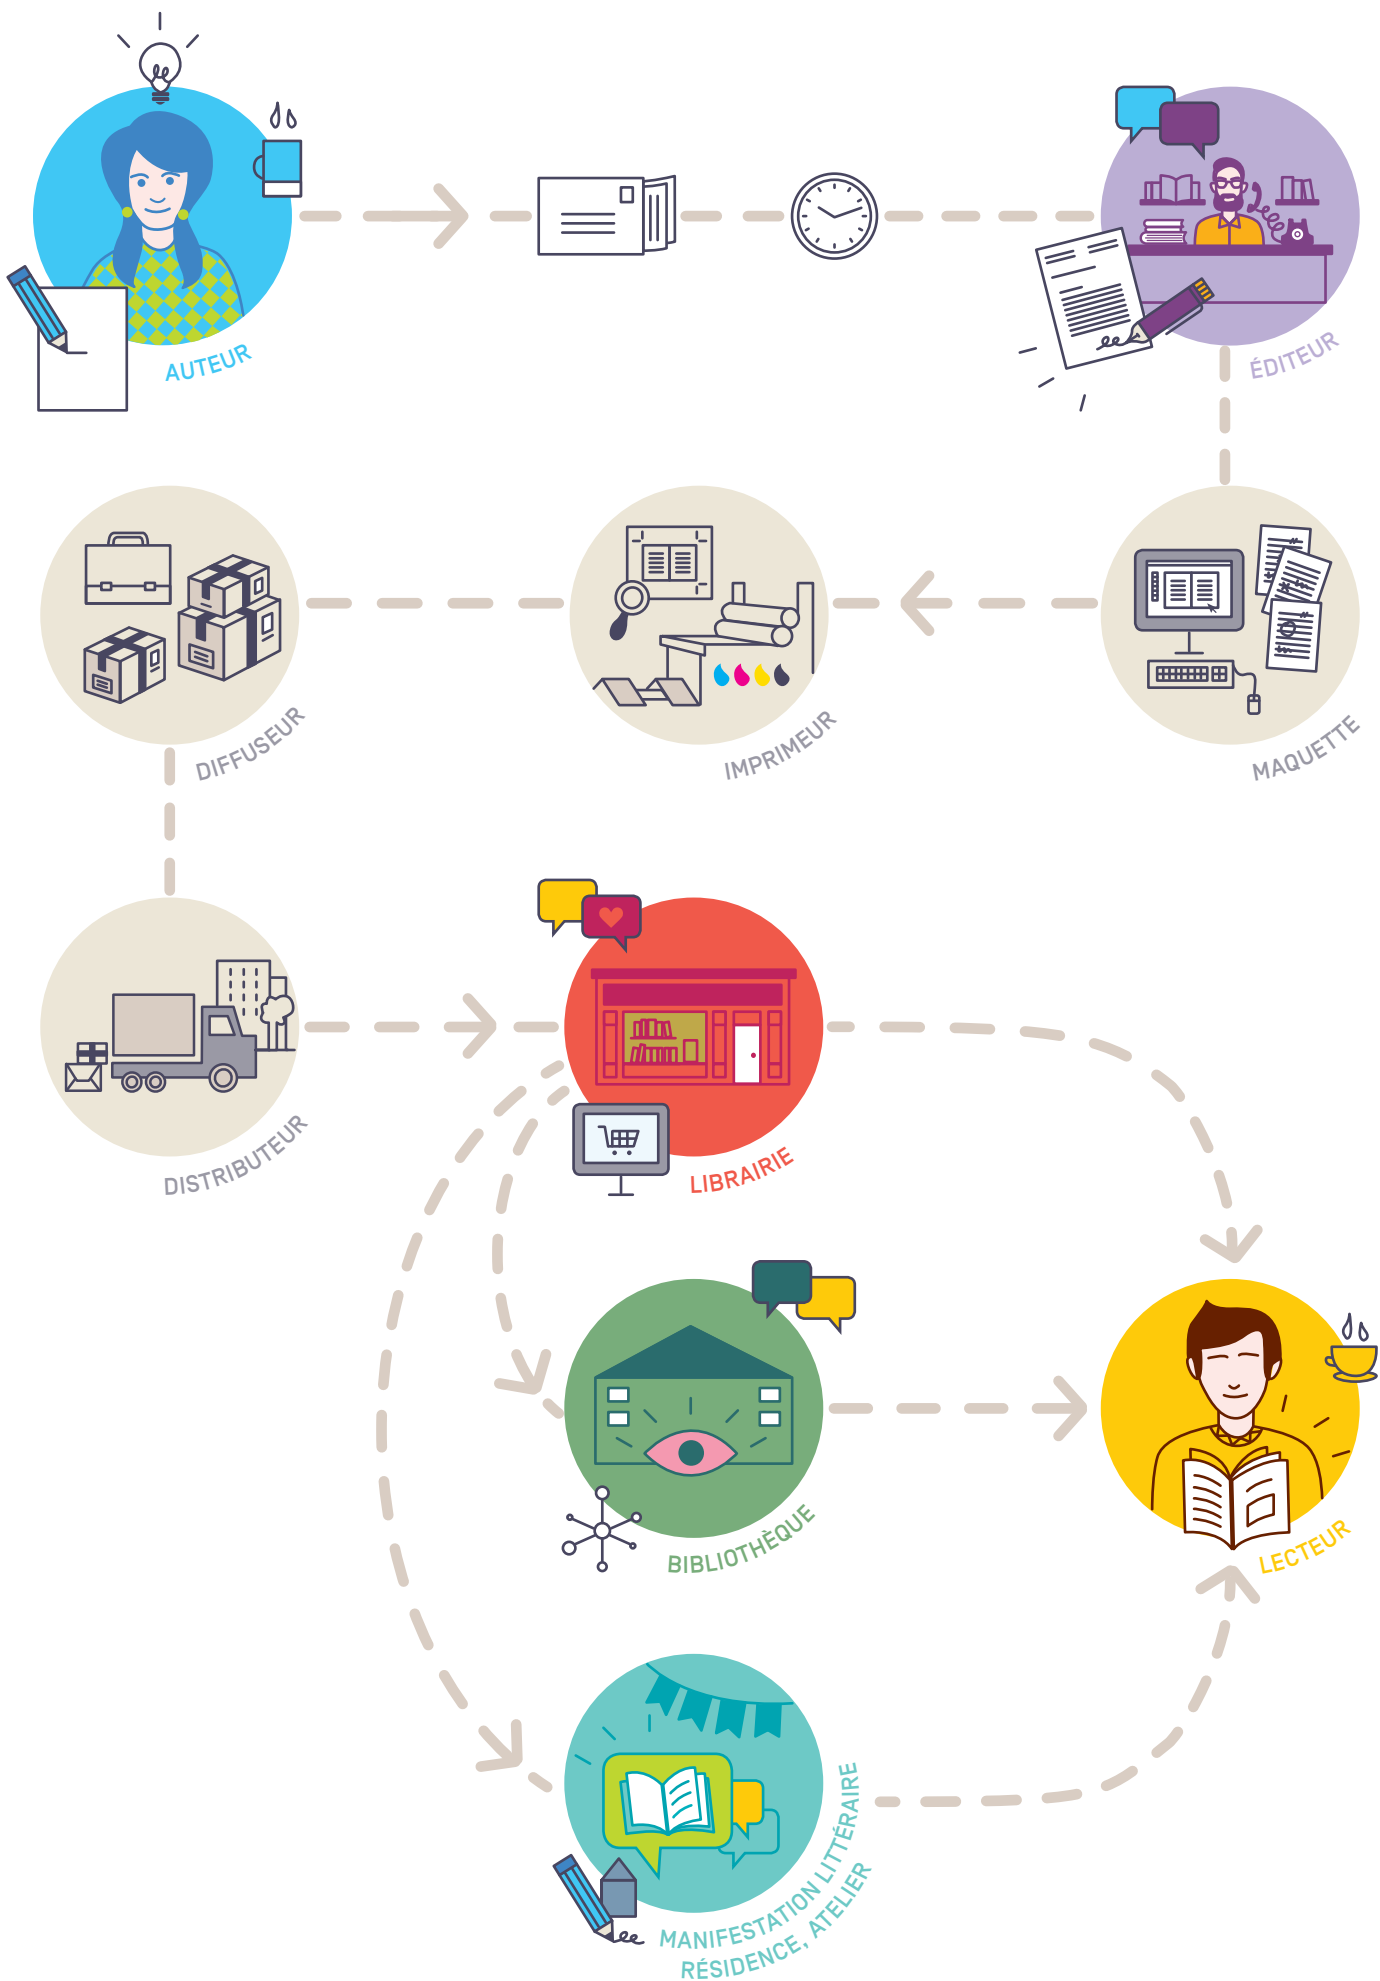 AUTEUR
ÉDITEUR
DIFFUSEUR
IMPRIMEUR
MAQUETTE
DISTRIBUTEUR
LIBRAIRIE
BIBLIOTHÈQUE
LECTEUR
MANIFESTATION LITTÉRAIRE
RÉSIDENCE, ATELIER